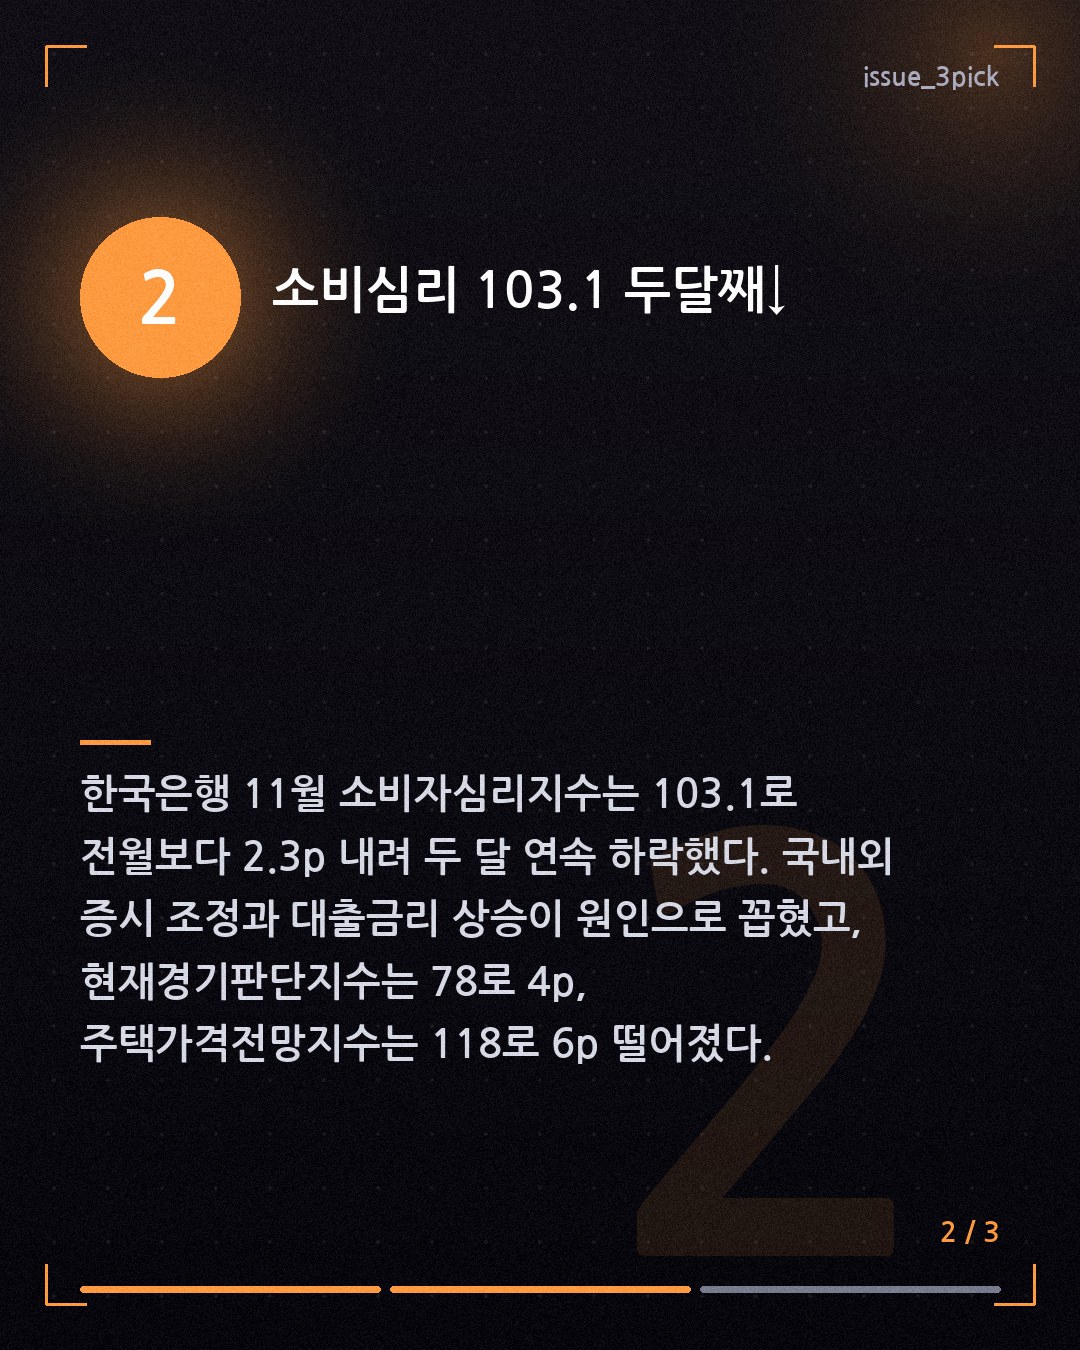 issue_3pick
2
소비심리 103.1 두달째↓
한국은행 11월 소비자심리지수는 103.1로
전월보다 2.3p 내려 두 달 연속 하락했다. 국내외
증시 조정과 대출금리 상승이 원인으로 꼽혔고,
현재경기판단지수는 78로 4p,
주택가격전망지수는 118로 6p 떨어졌다.
2
2 / 3